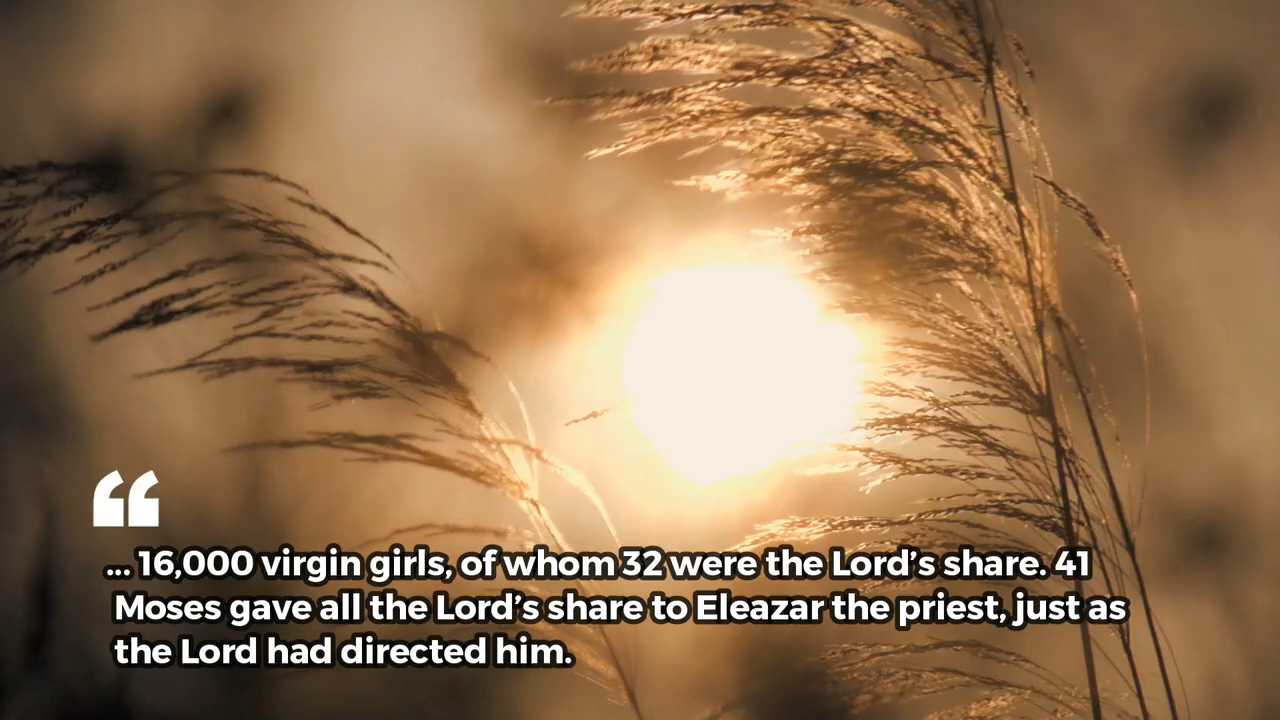 “
... 16,000 virgin girls, of whom 32 were the Lord’s share. 41
Moses gave all the Lord’s share to Eleazar the priest, just as
the Lord had directed him.